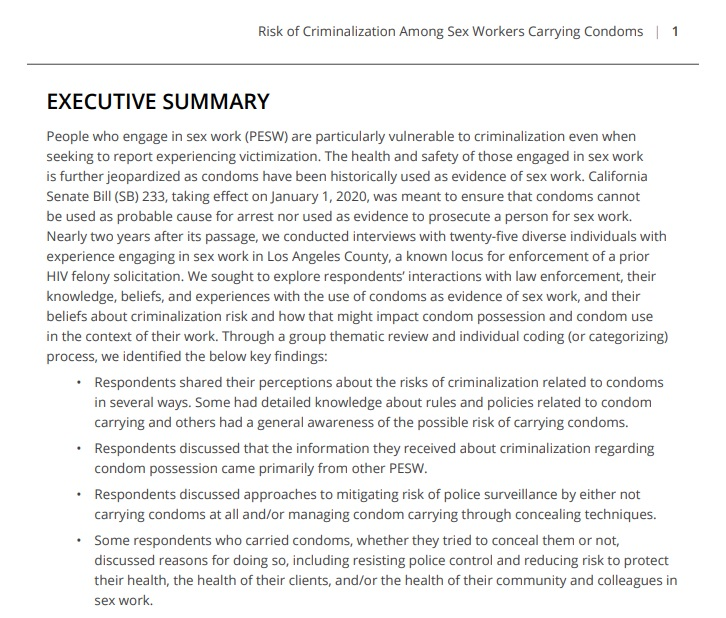 Risk of Criminalization Among Sex Workers Carrying Condoms | 1
EXECUTIVE SUMMARY
People who engage in sex work (PESW) are particularly vulnerable to criminalization even when
seeking to report experiencing victimization. The health and safety of those engaged in sex work
is further jeopardized as condoms have been historically used as evidence of sex work. California
Senate Bill (SB) 233, taking effect on January 1, 2020, was meant to ensure that condoms cannot
be used as probable cause for arrest nor used as evidence to prosecute a person for sex work.
Nearly two years after its passage, we conducted interviews with twenty-five diverse individuals with
experience engaging in sex work in Los Angeles County, a known locus for enforcement of a prior
HIV felony solicitation. We sought to explore respondents’ interactions with law enforcement, their
knowledge, beliefs, and experiences with the use of condoms as evidence of sex work, and their
beliefs about criminalization risk and how that might impact condom possession and condom use
in the context of their work. Through a group thematic review and individual coding (or categorizing)
process, we identified the below key findings:
• Respondents shared their perceptions about the risks of criminalization related to condoms
in several ways. Some had detailed knowledge about rules and policies related to condom
carrying and others had a general awareness of the possible risk of carrying condoms.
• Respondents discussed that the information they received about criminalization regarding
condom possession came primarily from other PESW.
• Respondents discussed approaches to mitigating risk of police surveillance by either not
carrying condoms at all and/or managing condom carrying through concealing techniques.
• Some respondents who carried condoms, whether they tried to conceal them or not,
discussed reasons for doing so, including resisting police control and reducing risk to protect
their health, the health of their clients, and/or the health of their community and colleagues in
sex work.